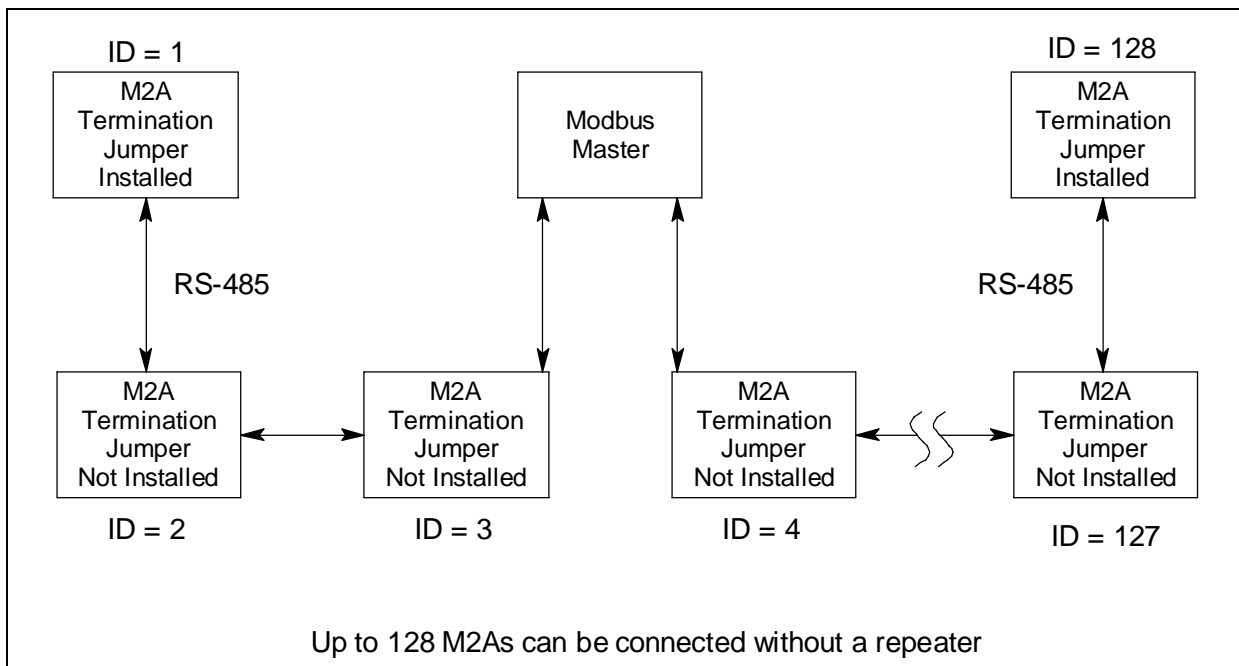 ID = 1
M2A
Termination
Jumper
Installed
Modbus
Master
ID = 128
M2A
Termination
Jumper
Installed
RS-485
RS-485
M2A
Termination
Jumper
Not Installed
ID = 2
M2A
Termination
Jumper
Not Installed
ID = 3
M2A
Termination
Jumper
Not Installed
ID = 4
M2A
Termination
Jumper
Not Installed
ID = 127
Up to 128 M2As can be connected without a repeater